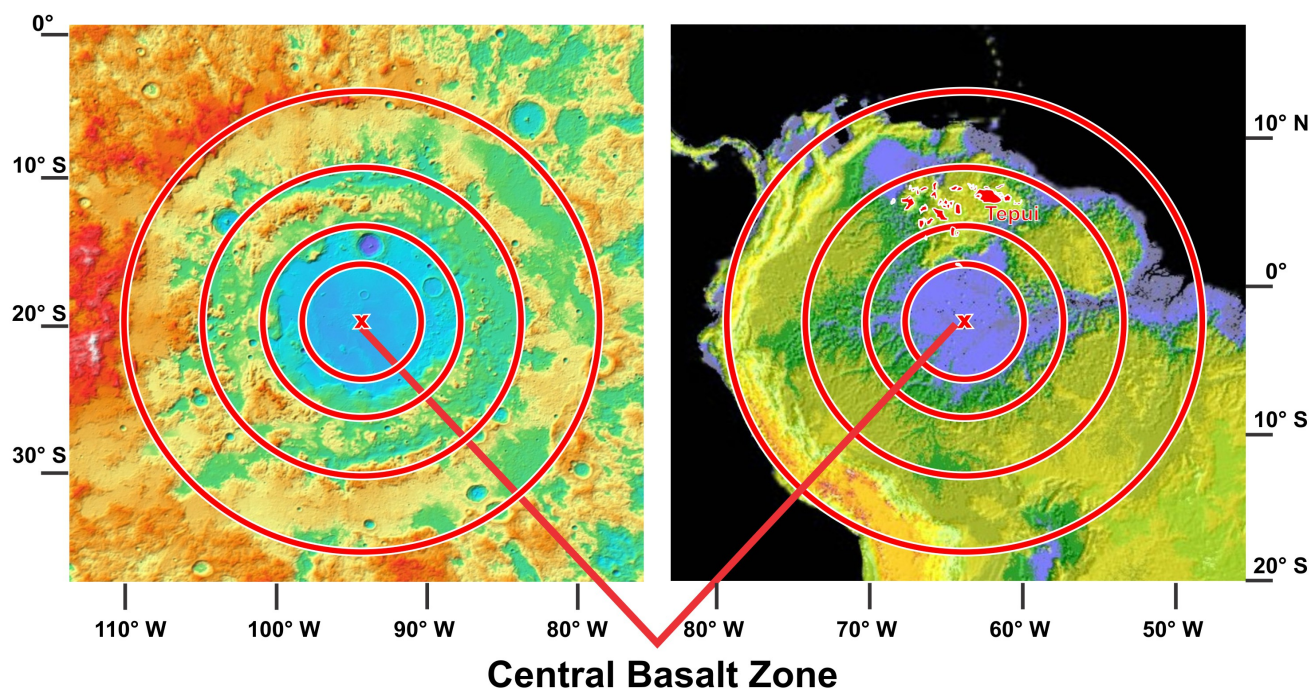 0°
10° S
20° S
30° S
110° W
100° W
90° W
80° W
x
x
Tepui
10° N
0°
10° S
20° S
80° W
70° W
60° W
50° W
Central Basalt Zone